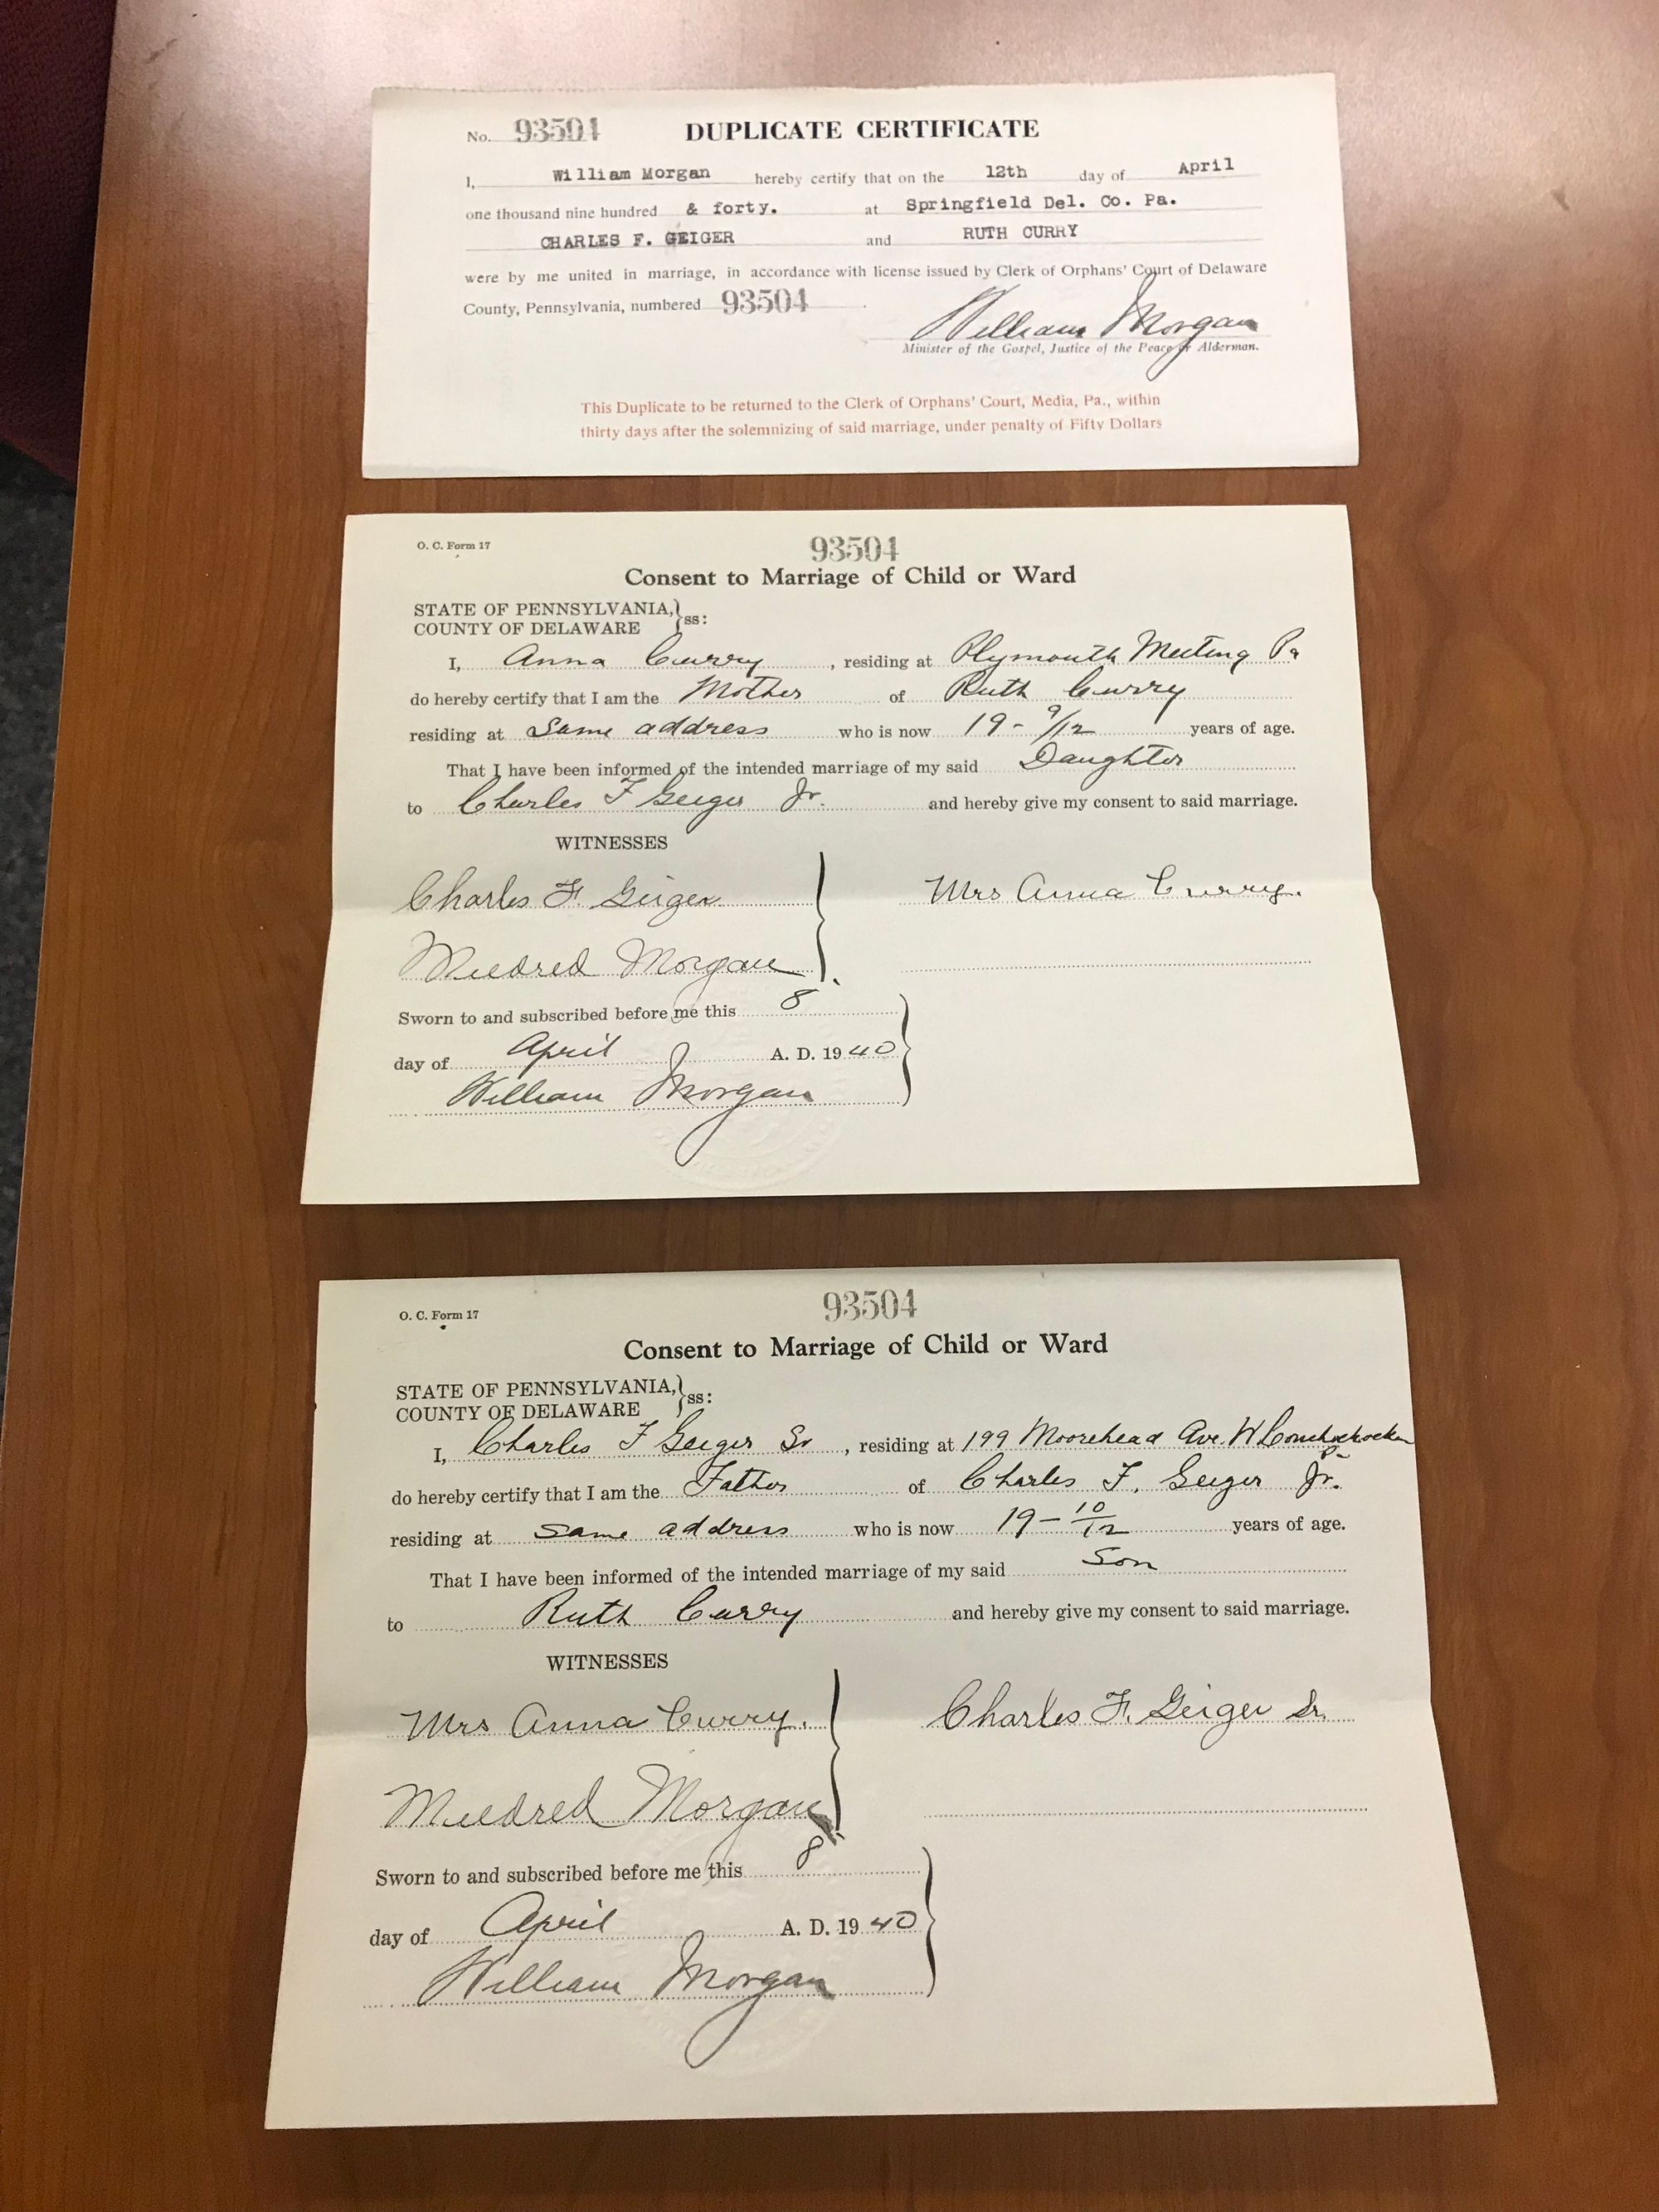 No. 93504 DUPLICATE CERTIFICATE
I, William Morgan hereby certify that on the 12th day of April
one thousand nine hundred & forty. at Springfield Del. Co. Pa.
CHARLES F. GEIGER and RUTH CURRY
were by me united in marriage, in accordance with license issued by Clerk of Orphans' Court of Delaware
County, Pennsylvania, numbered 93504
William Morgan
Minister of the Gospel, Justice of the Peace or Alderman.
This Duplicate to be returned to the Clerk of Orphans' Court, Media, Pa., within
thirty days after the solemnizing of said marriage, under penalty of Fifty Dollars
O. C. Form 17
93504
Consent to Marriage of Child or Ward
STATE OF PENNSYLVANIA,
COUNTY OF DELAWARE ss:
I, Anna Curry, residing at Plymouth Meeting Pa
do hereby certify that I am the Mother of Ruth Curry
residing at Same address who is now 19-9/12 years of age.
That I have been informed of the intended marriage of my said Daughter
to Charles F Geiger Jr. and hereby give my consent to said marriage.
WITNESSES
Charles F. Geiger Mrs Anna Curry.
Mildred Morgan
Sworn to and subscribed before me this 8
day of April A. D. 1940
William Morgan
O. C. Form 17
93504
Consent to Marriage of Child or Ward
STATE OF PENNSYLVANIA,
COUNTY OF DELAWARE ss:
I, Charles F Geiger Sr, residing at 199 Moorehead Ave. W Conshohocken
Pa
do hereby certify that I am the Father of Charles F. Geiger Jr.
residing at same address who is now 19-10/12 years of age.
That I have been informed of the intended marriage of my said Son
to Ruth Curry and hereby give my consent to said marriage.
WITNESSES
Mrs Anna Curry. Charles F. Geiger Sr.
Mildred Morgan
Sworn to and subscribed before me this 8
day of April A. D. 1940
William Morgan